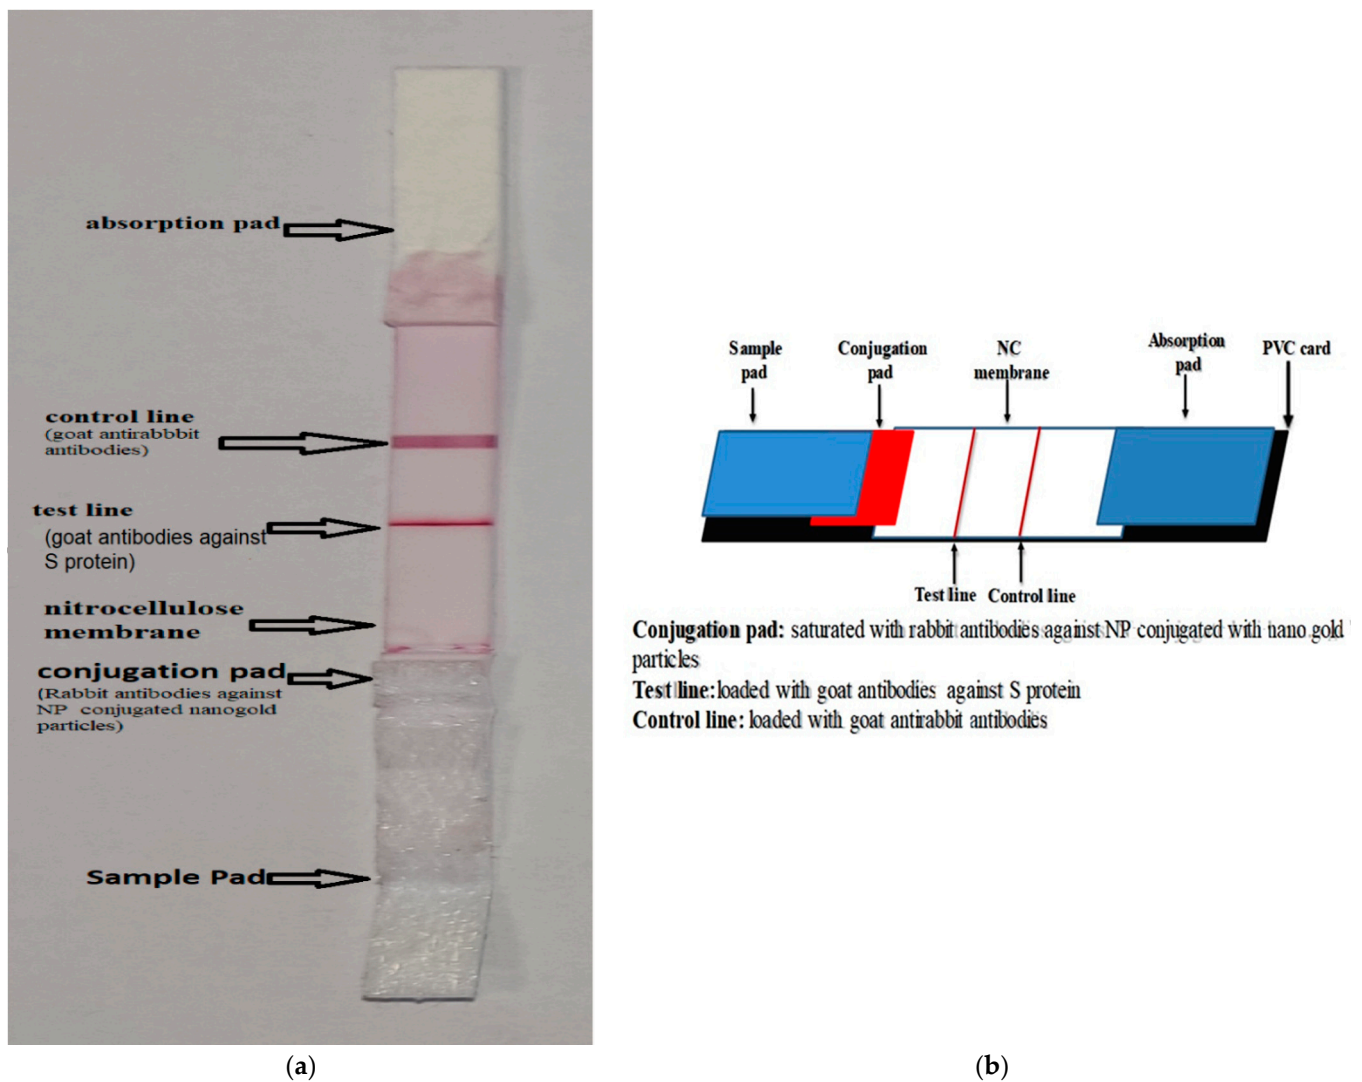 absorption pad
control line
(goat antirabbbit
antibodies)
test line
(goat antibodies against
S protein)
nitrocellulose
membrane
conjugation pad
(Rabbit antibodies against
NP conjugated nanogold
particles)
Sample Pad
(a)
Sample
pad
Conjugation
pad
NC
membrane
Absorption
pad
PVC card
Test line
Control line
Conjugation pad: saturated with rabbit antibodies against NP conjugated with nano gold
particles
Test line: loaded with goat antibodies against S protein
Control line: loaded with goat antirabbit antibodies
(b)